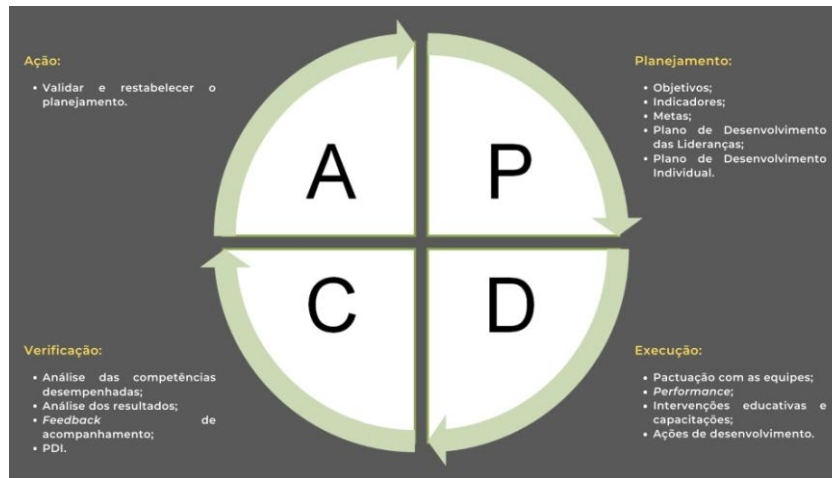 Ação:
• Validar e restabelecer o
planejamento.
A
P
Planejamento:
• Objetivos;
• Indicadores;
• Metas;
• Plano de Desenvolvimento
das Lideranças;
• Plano de Desenvolvimento
Individual.
Verificação:
• Análise das competências
desempenhadas;
• Análise dos resultados;
• Feedback de
acompanhamento;
• PDI.
C
D
Execução:
• Pactuação com as equipes;
• Performance;
• Intervenções educativas e
capacitações;
• Ações de desenvolvimento.